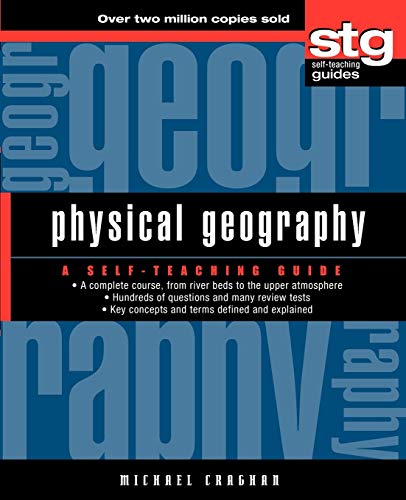 Over two million copies sold
stg
self-teaching
guides
geogr
geogr
physical geography
A SELF-TEACHING GUIDE
• A complete course, from river beds to the upper atmosphere
• Hundreds of questions and many review tests
• Key concepts and terms defined and explained
raphy
raphy
MICHAEL CRAGHAN